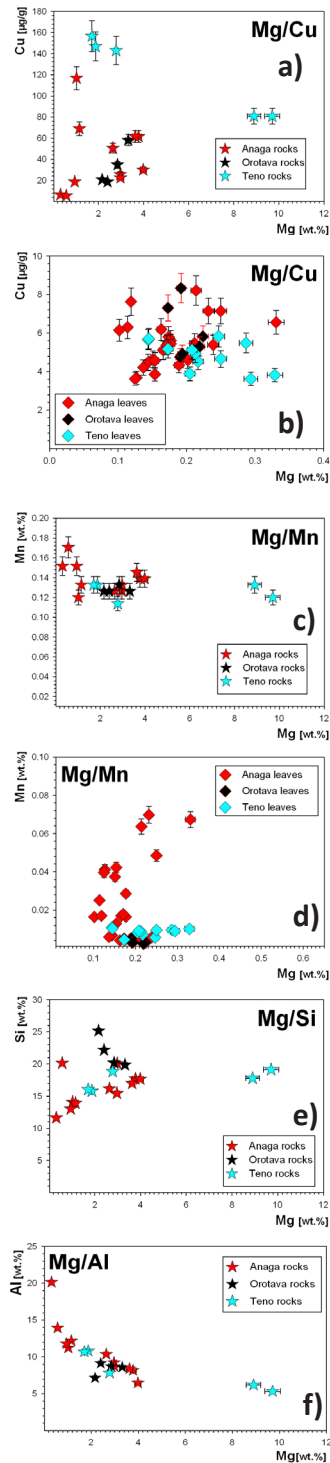 Cu [µg/g]
Mg/Cu
a)
180
160
140
120
100
80
60
40
20
Anaga rocks
Orotava rocks
Teno rocks
0 2 4 6 8 10 12
Mg [wt.%]
Cu [µg/g]
Mg/Cu
b)
10
8
6
4
2
Anaga leaves
Orotava leaves
Teno leaves
0.0 0.1 0.2 0.3 0.4
Mg [wt.%]
Mn [wt.%]
Mg/Mn
c)
0.20
0.18
0.16
0.14
0.12
0.10
0.08
0.06
0.04
0.02
Anaga rocks
Orotava rocks
Teno rocks
2 4 6 8 10 12
Mg [wt.%]
Mn [wt.%]
Mg/Mn
d)
0.10
0.08
0.06
0.04
0.02
Anaga leaves
Orotava leaves
Teno leaves
0.1 0.2 0.3 0.4 0.5 0.6
Mg [wt.%]
Si [wt.%]
Mg/Si
e)
30
25
20
15
10
5
Anaga rocks
Orotava rocks
Teno rocks
0 2 4 6 8 10 12
Mg [wt.%]
Al [wt.%]
Mg/Al
f)
25
20
15
10
5
Anaga rocks
Orotava rocks
Teno rocks
0 2 4 6 8 10 12
Mg[wt.%]